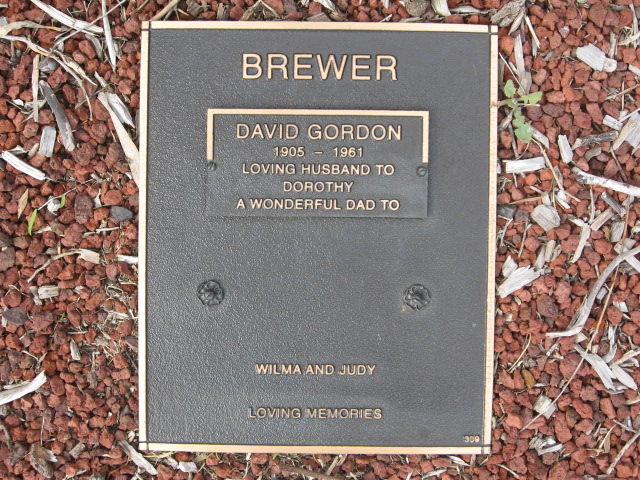 BREWER
DAVID GORDON
1905 – 1961
LOVING HUSBAND TO
DOROTHY
A WONDERFUL DAD TO
WILMA AND JUDY
LOVING MEMORIES
309